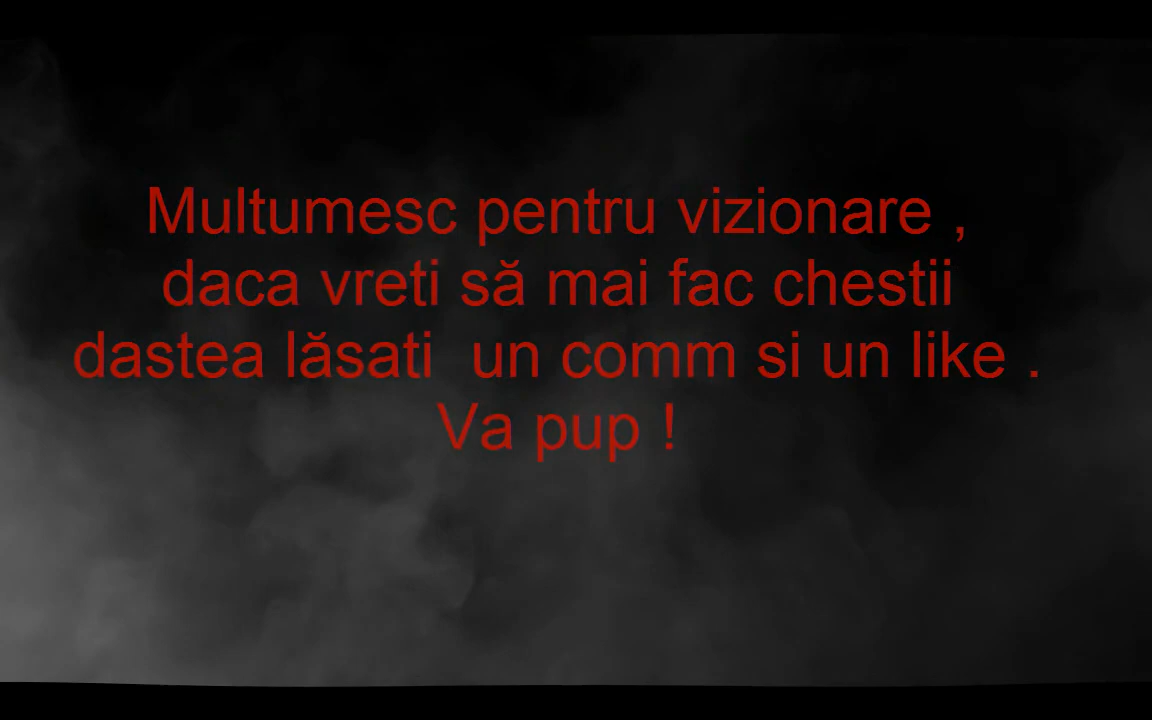 Multumesc pentru vizionare ,
daca vreti să mai fac chestii
dastea lăsati  un comm si un like .
Va pup !